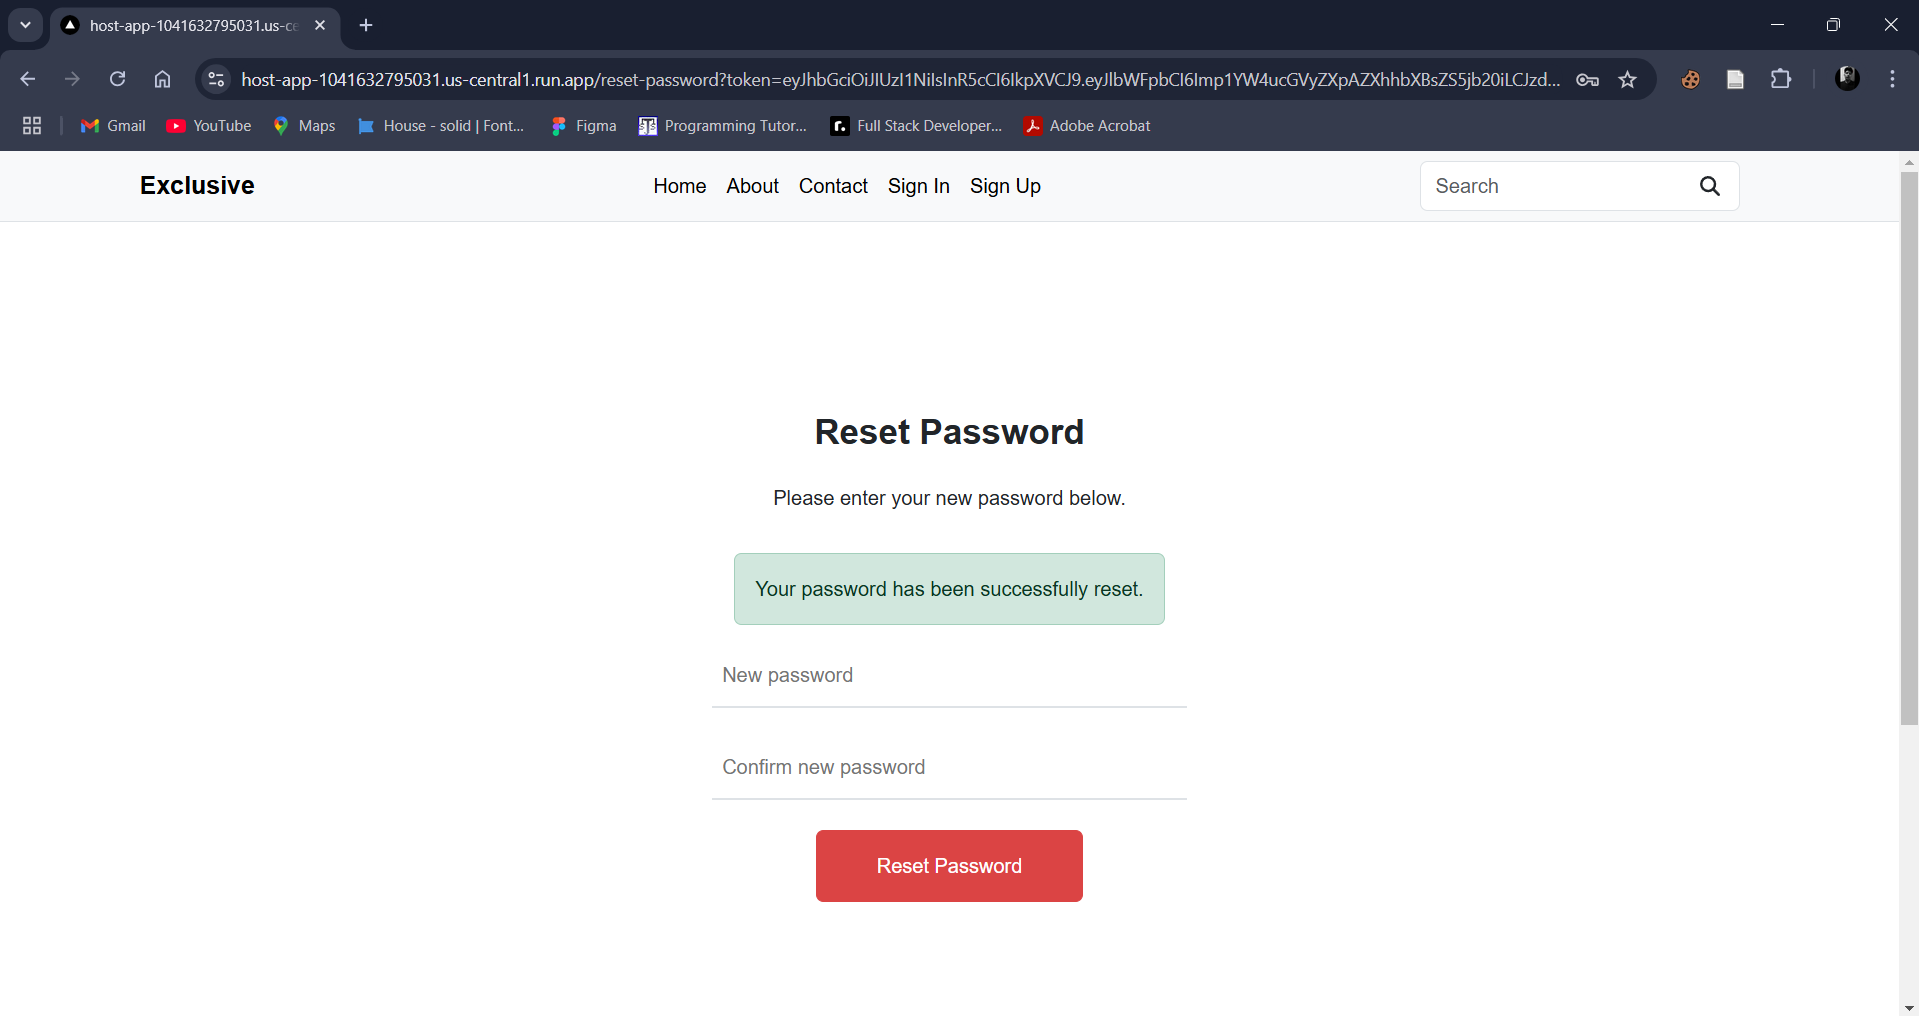 host-app-1041632795031.us-ce
host-app-1041632795031.us-central1.run.app/reset-password?token=eyJhbGciOiJIUzI1NiIsInR5cCI6IkpXVCJ9.eyJlbWFpbCI6Imp1YW4ucGVyZXpAZXhhbXBsZS5jb20iLCJzd...
Gmail YouTube Maps House - solid | Font... Figma Programming Tutor... Full Stack Developer... Adobe Acrobat
Exclusive Home About Contact Sign In Sign Up Search
Reset Password
Please enter your new password below.
Your password has been successfully reset.
New password
Confirm new password
Reset Password